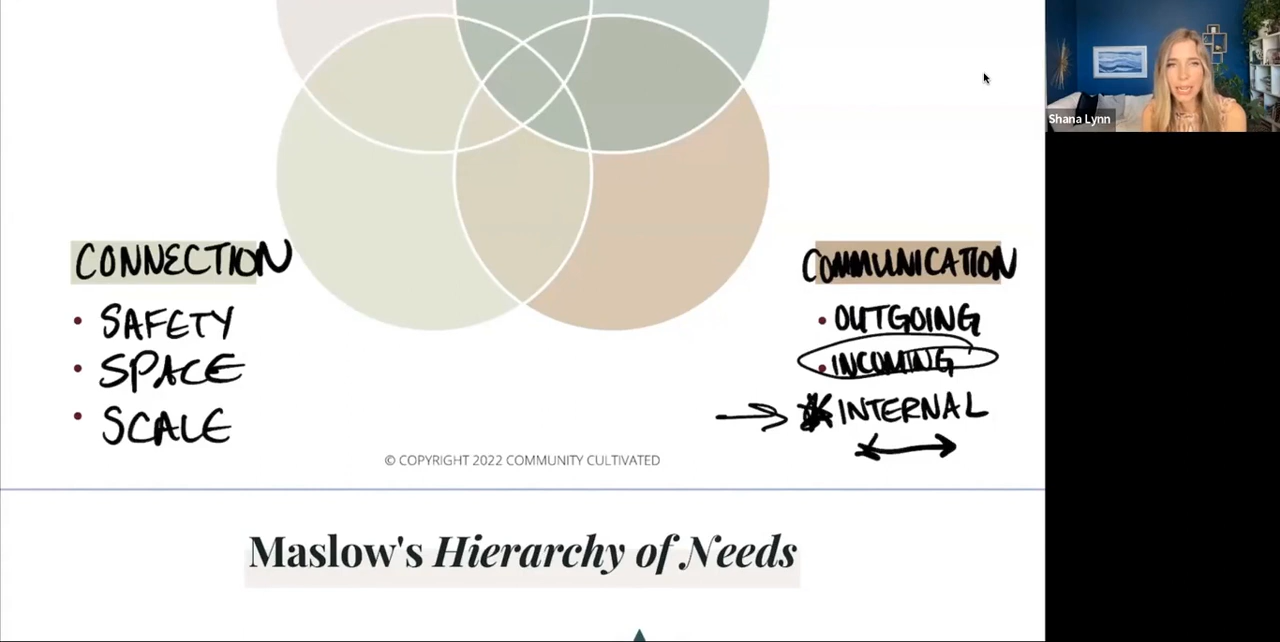 Shana Lynn
CONNECTION
• SAFETY
• SPACE
• SCALE
COMMUNICATION
• OUTGOING
• INCOMING
INTERNAL
© COPYRIGHT 2022 COMMUNITY CULTIVATED
Maslow's Hierarchy of Needs